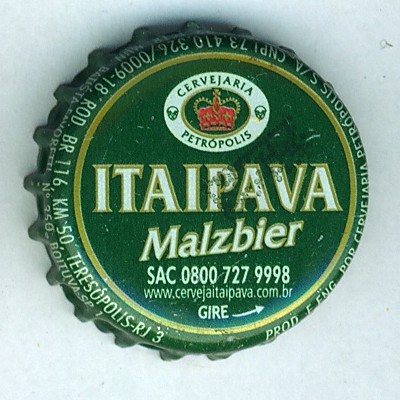 CERVEJARIA
PETRÓPOLIS
ITAIPAVA
Malzbier
SAC 0800 727 9998
www.cervejaitaipava.com.br
GIRE
PROD. E ENG. POR CERVEJARIA PETRÓPOLIS S/A. CNPJ 73 410 326/0009-18 ROD. BR 116 KM 50 TERESÓPOLIS-RJ 3